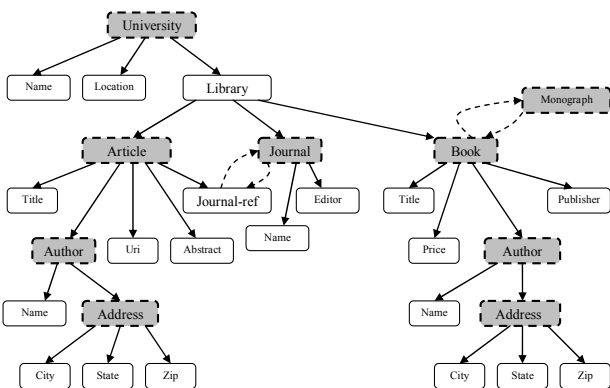 University
Name
Location
Library
Monograph
Article
Journal
Book
Title
Journal-ref
Editor
Title
Publisher
Author
Uri
Abstract
Name
Price
Author
Name
Address
Name
Address
City
State
Zip
City
State
Zip